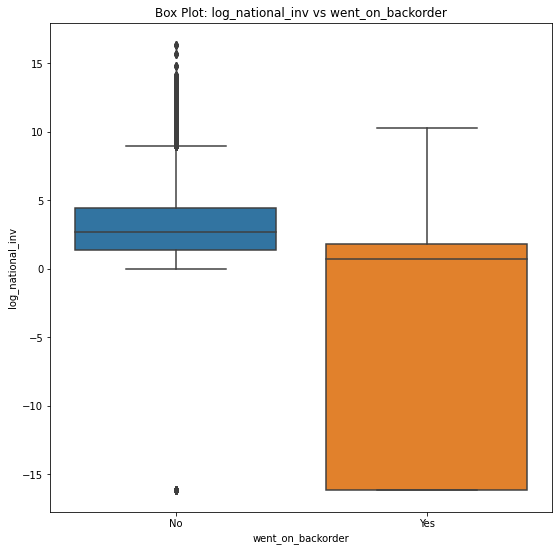 Box Plot: log_national_inv vs went_on_backorder
15
10
5
0
−5
−10
−15
log_national_inv
No
Yes
went_on_backorder